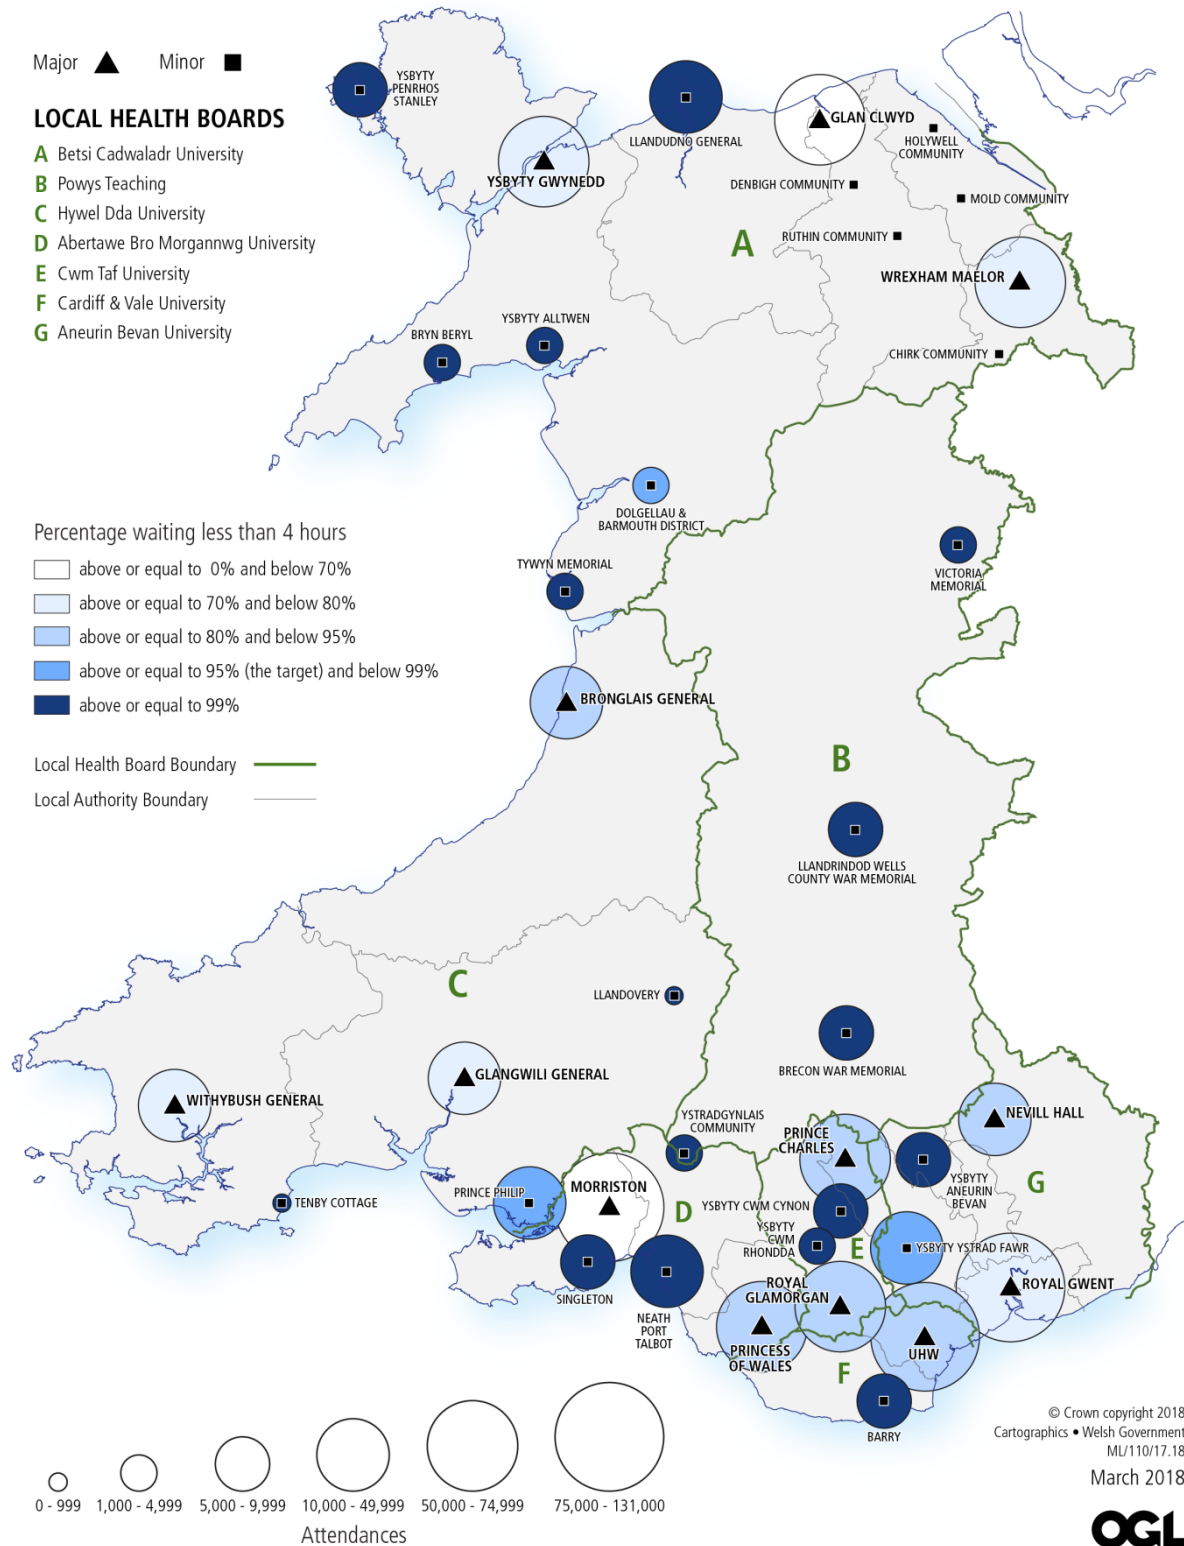 Major
Minor
LOCAL HEALTH BOARDS
A Betsi Cadwaladr University
B Powys Teaching
C Hywel Dda University
D Abertawe Bro Morgannwg University
E Cwm Taf University
F Cardiff & Vale University
G Aneurin Bevan University
YSBYTY
PENRHOS
STANLEY
LLANDUDNO GENERAL
GLAN CLWYD
HOLYWELL
COMMUNITY
YSBYTY GWYNEDD
DENBIGH COMMUNITY
MOLD COMMUNITY
RUTHIN COMMUNITY
A
WREXHAM MAELOR
BRYN BERYL
YSBYTY ALLTWEN
CHIRK COMMUNITY
DOLGELLAU &
BARMOUTH DISTRICT
TYWYN MEMORIAL
VICTORIA
MEMORIAL
Percentage waiting less than 4 hours
above or equal to 0% and below 70%
above or equal to 70% and below 80%
above or equal to 80% and below 95%
above or equal to 95% (the target) and below 99%
above or equal to 99%
Local Health Board Boundary
Local Authority Boundary
BRONGLAIS GENERAL
B
LLANDRINDOD WELLS
COUNTY WAR MEMORIAL
C
LLANDOVERY
BRECON WAR MEMORIAL
GLANGWILI GENERAL
WITHYBUSH GENERAL
YSTRADGYNLAIS
COMMUNITY
PRINCE
CHARLES
NEVILL HALL
TENBY COTTAGE
PRINCE PHILIP
MORRISTON
D
YSBYTY CWM CYNON
YSBYTY
ANEURIN
BEVAN
G
YSBYTY
CWM
RHONDDA
E
YSBYTY YSTRAD FAWR
SINGLETON
NEATH
PORT
TALBOT
ROYAL
GLAMORGAN
ROYAL GWENT
PRINCESS
OF WALES
UHW
F
BARRY
0 - 999
1,000 - 4,999
5,000 - 9,999
10,000 - 49,999
50,000 - 74,999
75,000 - 131,000
Attendances
© Crown copyright 2018
Cartographics • Welsh Government
ML/110/17.18
March 2018
OGL